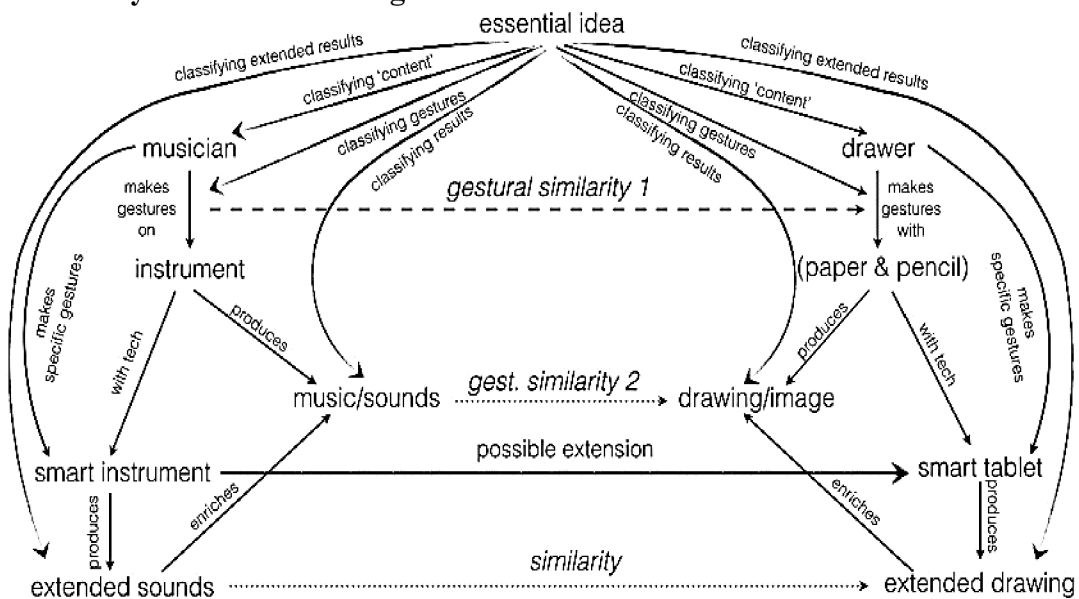 essential idea
classifying extended results
classifying 'content'
classifying gestures
classifying results
classifying extended results
classifying 'content'
classifying gestures
classifying results
musician
drawer
makes
gestures
on
gestural similarity 1
makes
gestures
with
instrument
(paper & pencil)
makes
specific gestures
with tech
produces
produces
with tech
makes
specific gestures
music/sounds
gest. similarity 2
drawing/image
possible extension
smart instrument
smart tablet
produces
enriches
enriches
produces
similarity
extended sounds
extended drawing